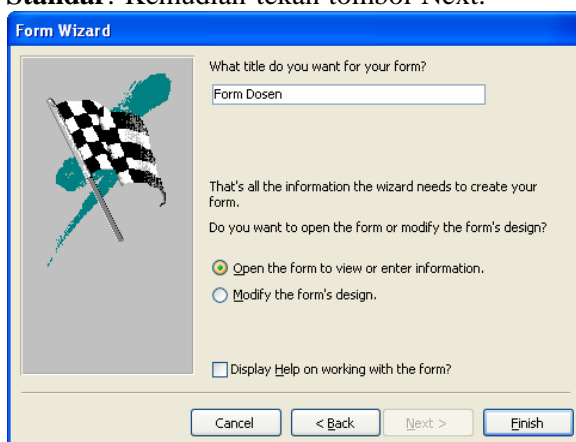 Standar. Kemudian tekan tombol Next.
Form Wizard
What title do you want for your form?
Form Dosen
That's all the information the wizard needs to create your
form.
Do you want to open the form or modify the form's design?
Open the form to view or enter information.
Modify the form's design.
Display Help on working with the form?
Cancel < Back Next > Finish